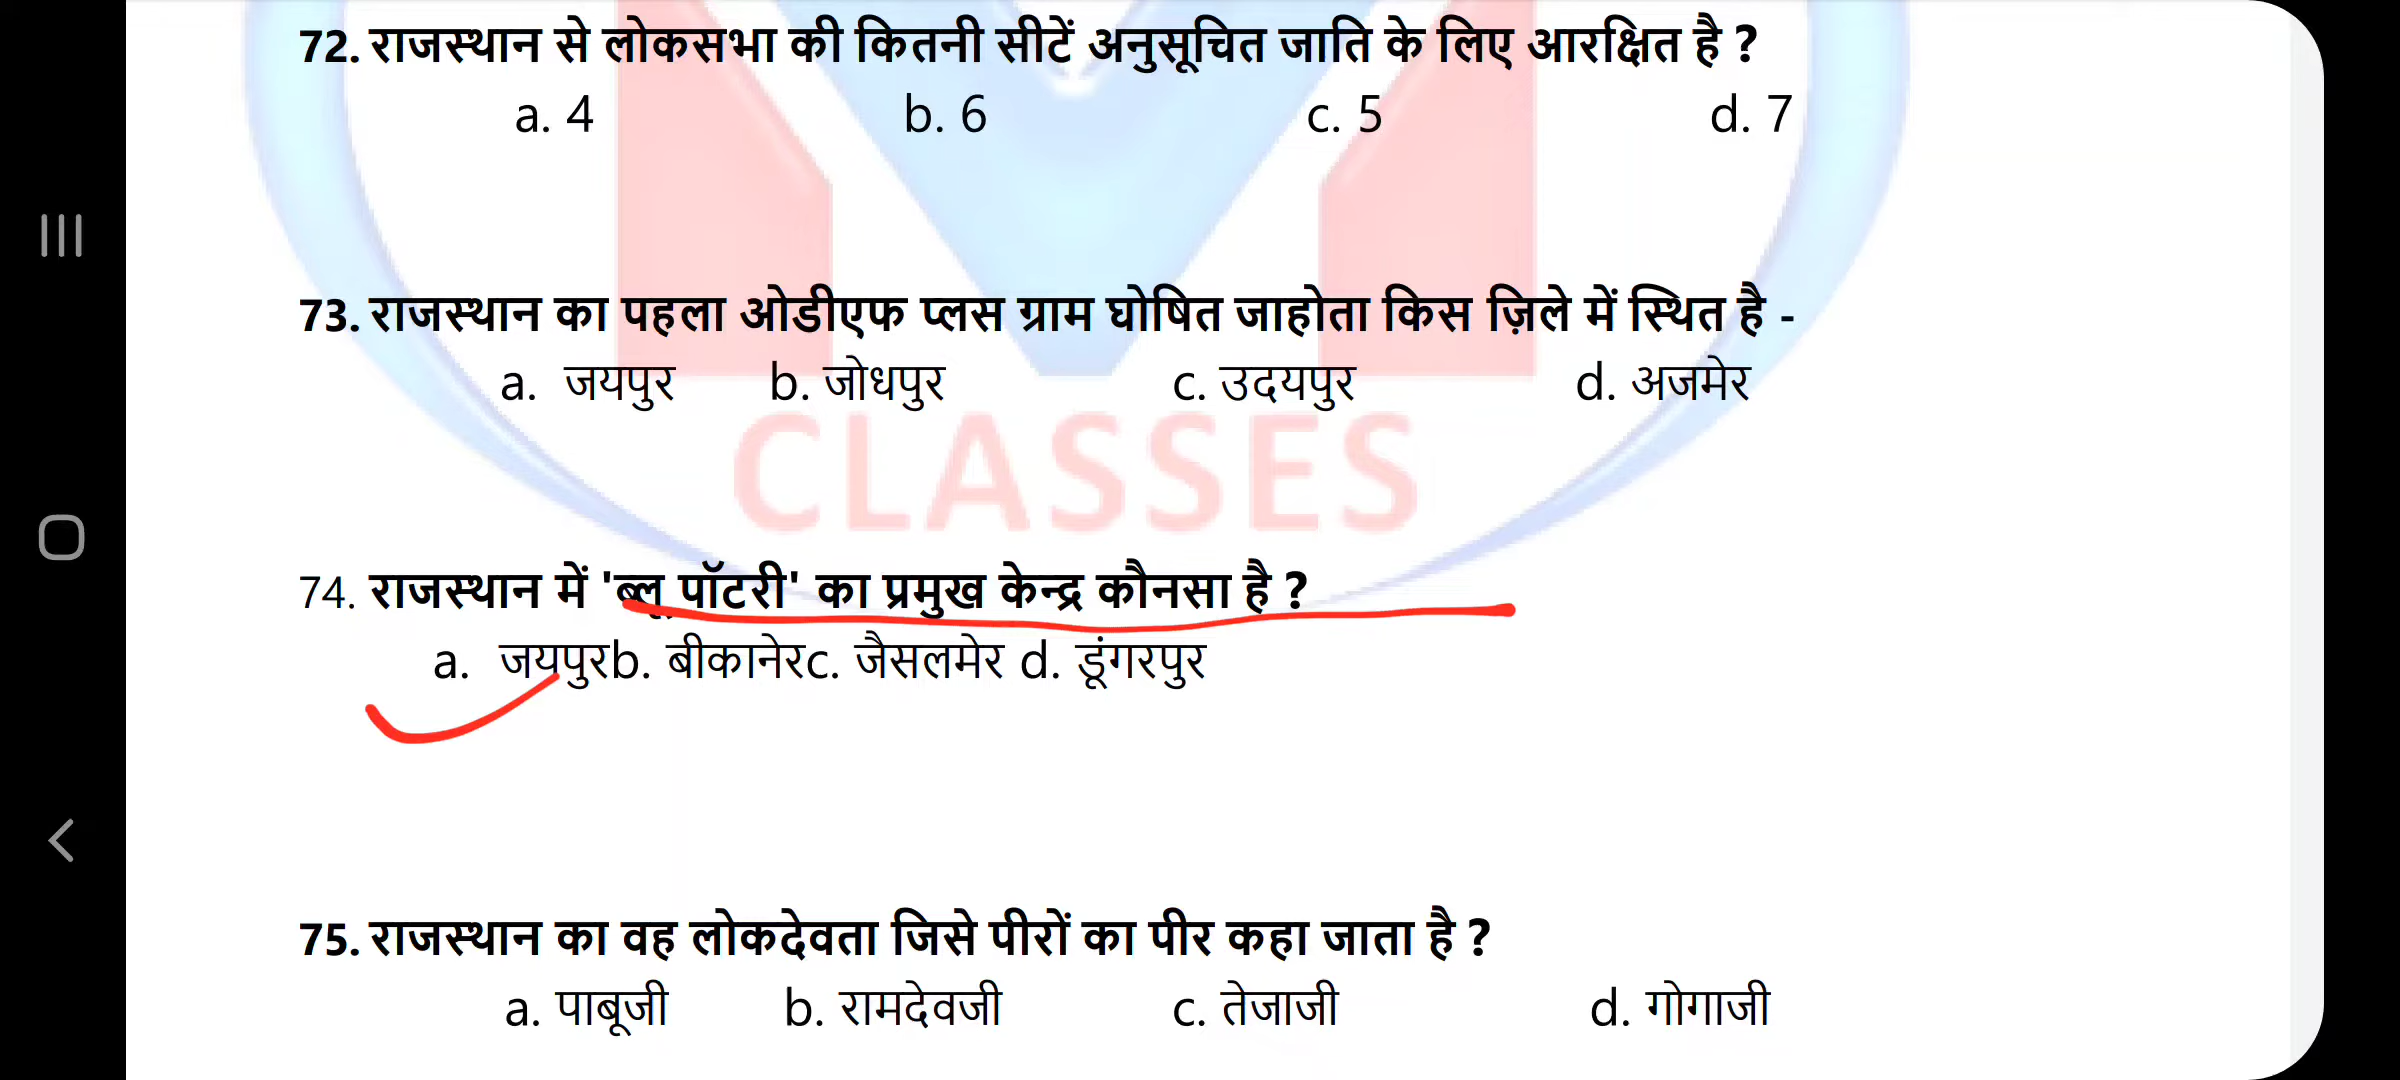 72. राजस्थान से लोकसभा की कितनी सीटें अनुसूचित जाति के लिए आरक्षित है ?
a. 4 b. 6 c. 5 d. 7
73. राजस्थान का पहला ओडीएफ प्लस ग्राम घोषित जाहोता किस ज़िले में स्थित है -
a. जयपुर b. जोधपुर c. उदयपुर d. अजमेर
CLASSES
74. राजस्थान में 'ब्लू पॉटरी' का प्रमुख केन्द्र कौनसा है ?
a. जयपुरb. बीकानेरc. जैसलमेर d. डूंगरपुर
75. राजस्थान का वह लोकदेवता जिसे पीरों का पीर कहा जाता है ?
a. पाबूजी b. रामदेवजी c. तेजाजी d. गोगाजी